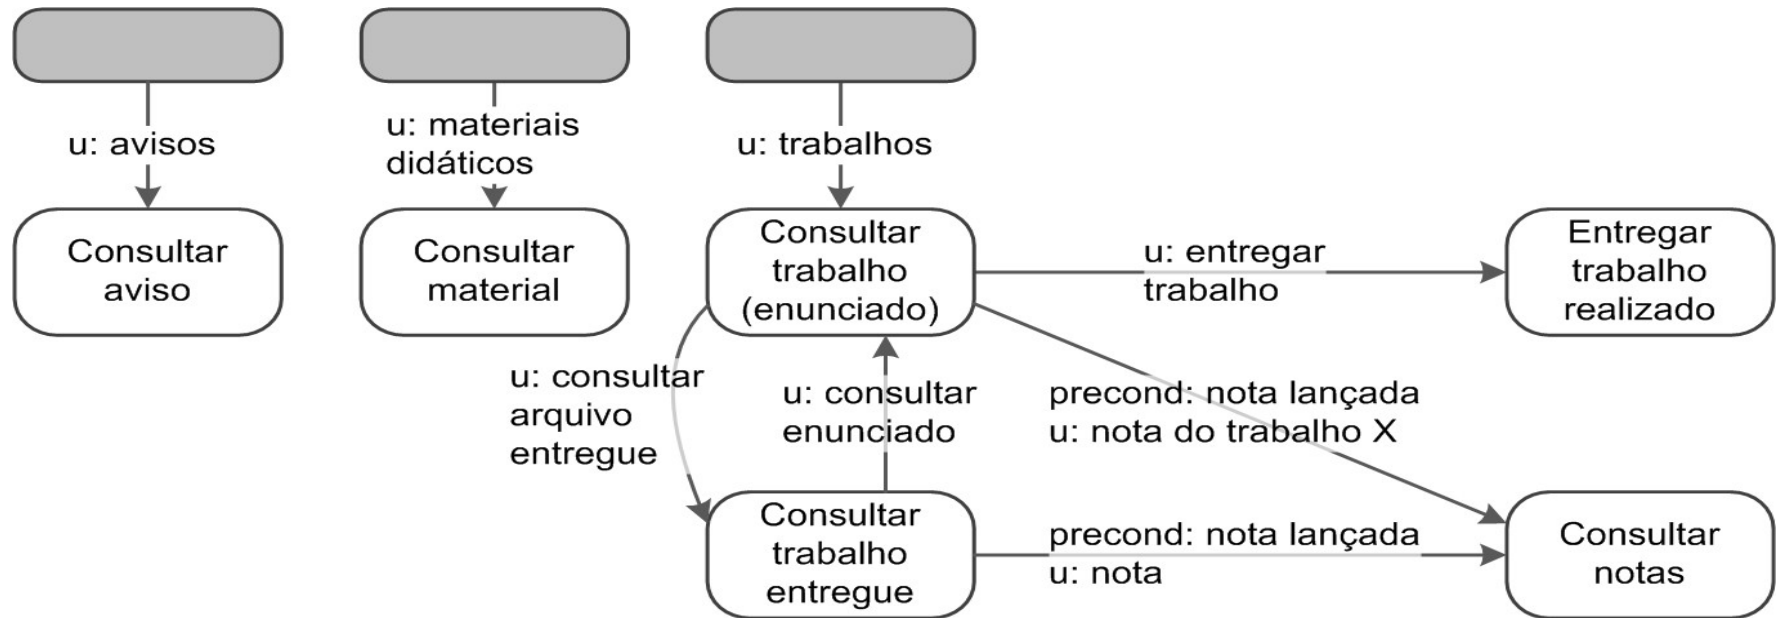 u: avisos
u: materiais
didáticos
u: trabalhos
Consultar
aviso
Consultar
material
Consultar
trabalho
(enunciado)
u: entregar
trabalho
Entregar
trabalho
realizado
u: consultar
arquivo
entregue
u: consultar
enunciado
precond: nota lançada
u: nota do trabalho X
Consultar
trabalho
entregue
precond: nota lançada
u: nota
Consultar
notas